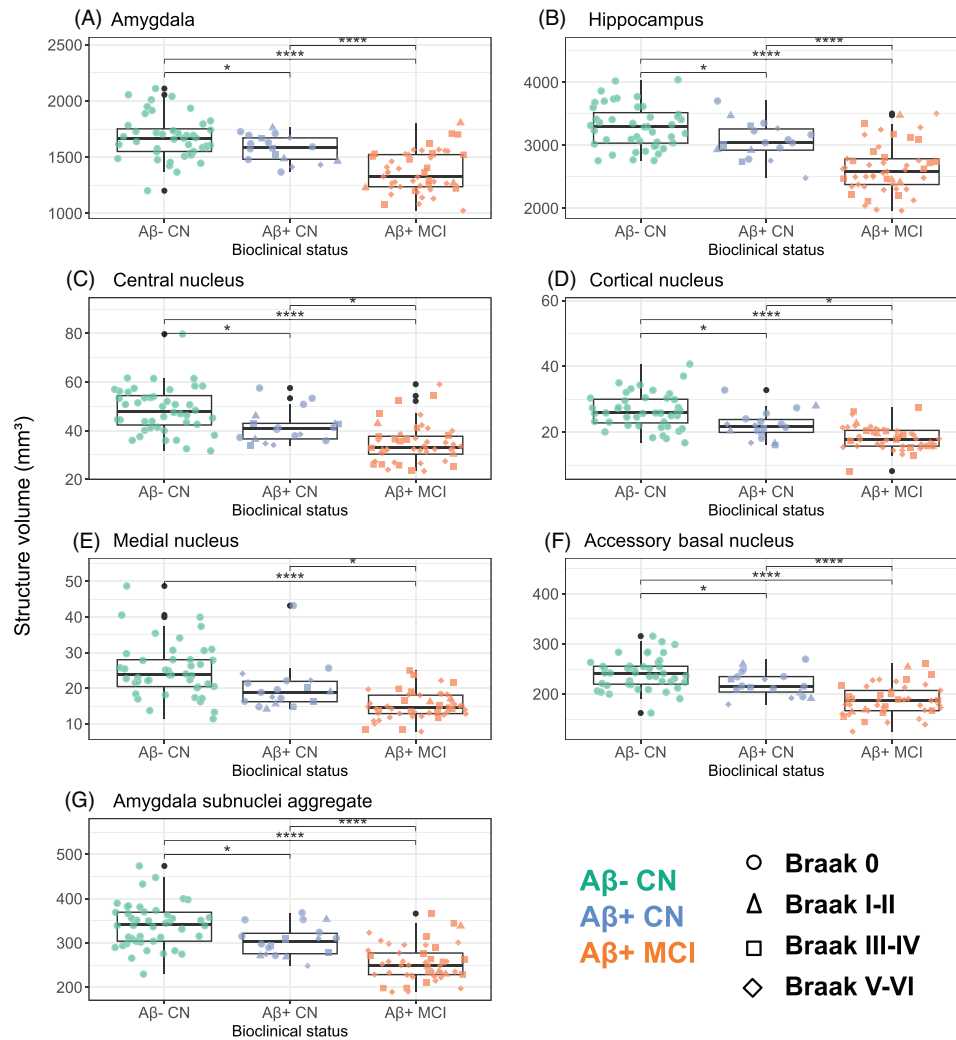 (A) Amygdala
(B) Hippocampus
****
****
*
****
****
*
2500
2000
1500
1000
4000
3000
2000
Aβ- CN Aβ+ CN Aβ+ MCI
Aβ- CN Aβ+ CN Aβ+ MCI
Bioclinical status
Bioclinical status
(C) Central nucleus
(D) Cortical nucleus
*
****
*
*
****
*
80
60
40
20
60
40
20
Aβ- CN Aβ+ CN Aβ+ MCI
Aβ- CN Aβ+ CN Aβ+ MCI
Bioclinical status
Bioclinical status
Structure volume (mm³)
(E) Medial nucleus
(F) Accessory basal nucleus
*
****
****
****
*
50
40
30
20
10
400
300
200
Aβ- CN Aβ+ CN Aβ+ MCI
Aβ- CN Aβ+ CN Aβ+ MCI
Bioclinical status
Bioclinical status
(G) Amygdala subnuclei aggregate
****
****
*
500
400
300
200
Aβ- CN Aβ+ CN Aβ+ MCI
Bioclinical status
Aβ- CN
Aβ+ CN
Aβ+ MCI
Braak 0
Braak I-II
Braak III-IV
Braak V-VI